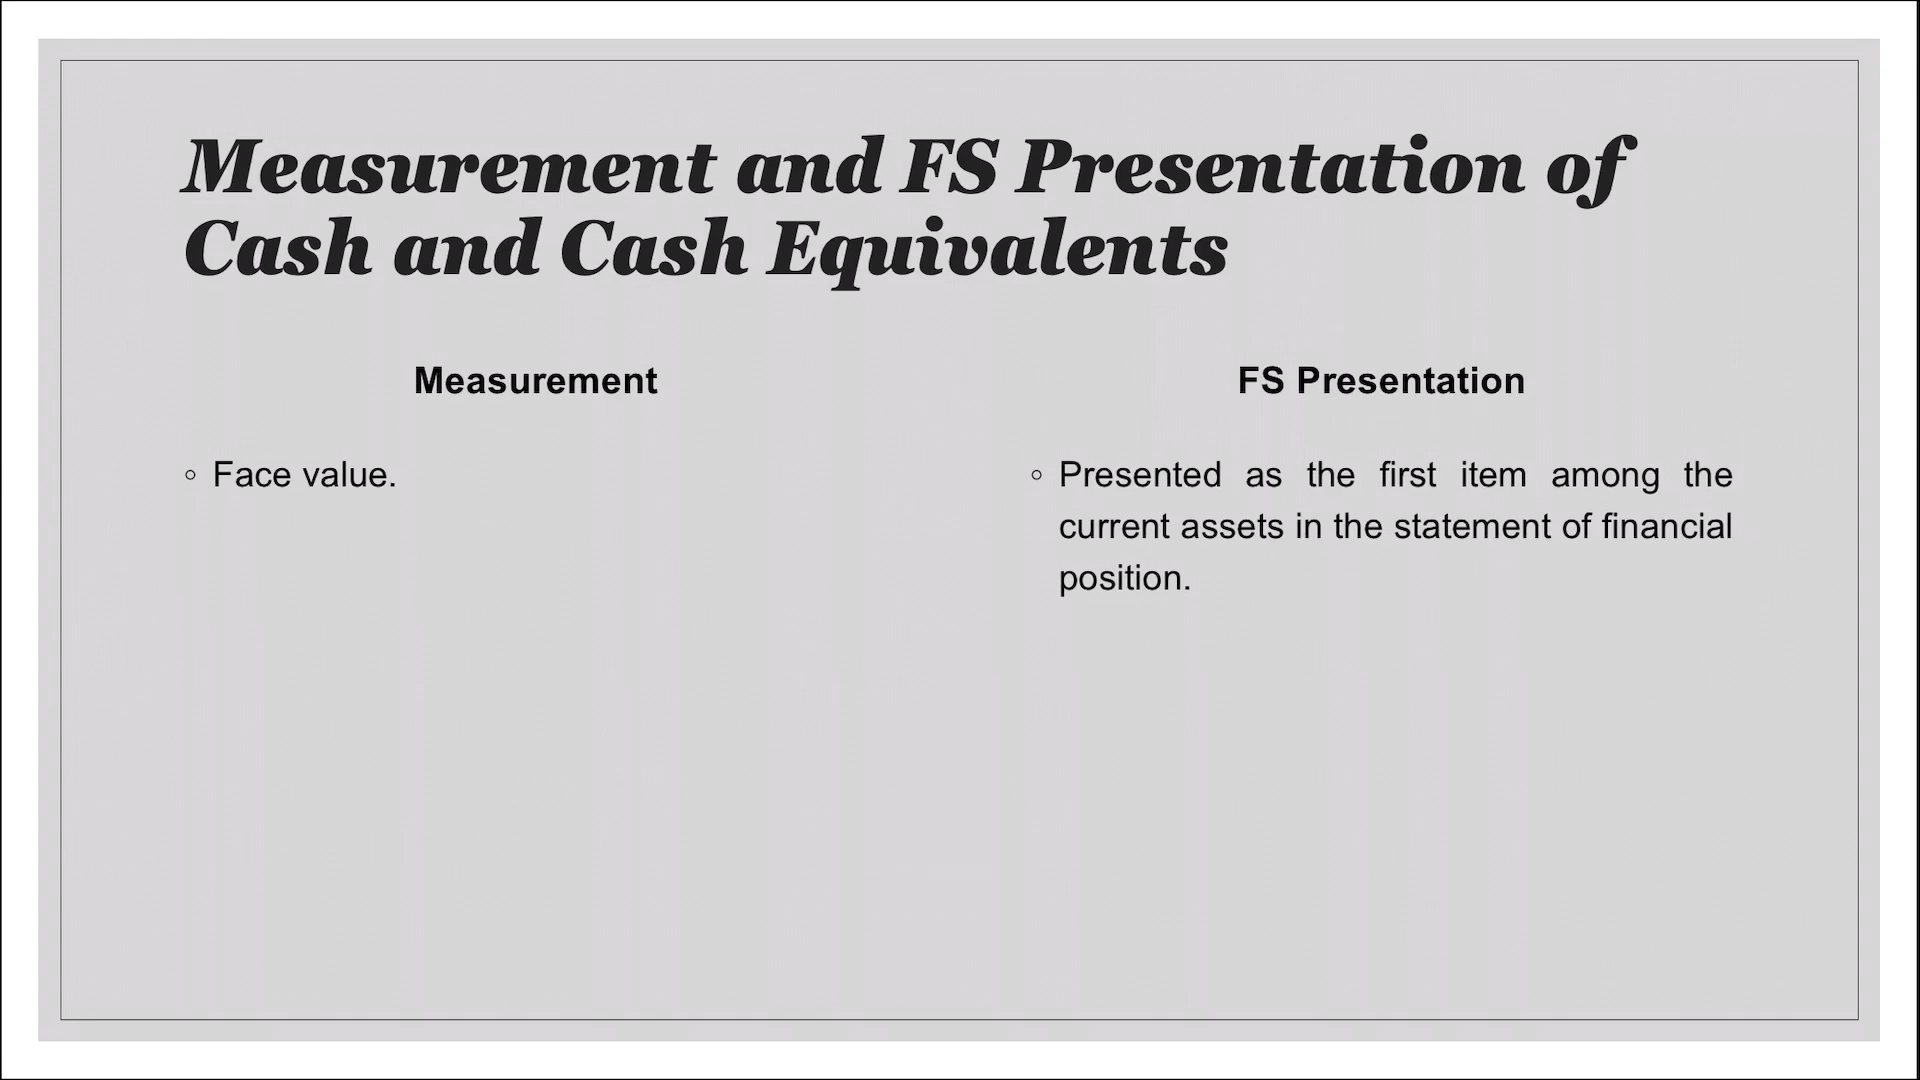 Measurement and FS Presentation of
Cash and Cash Equivalents
Measurement
◦ Face value.
FS Presentation
◦ Presented as the first item among the
current assets in the statement of financial
position.